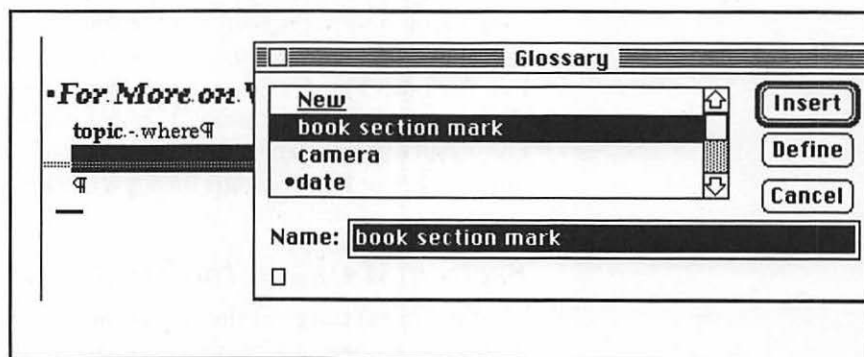 Glossary
•For More on
topic - where¶
¶
New
book section mark
camera
•date
Insert
Define
Cancel
Name: book section mark